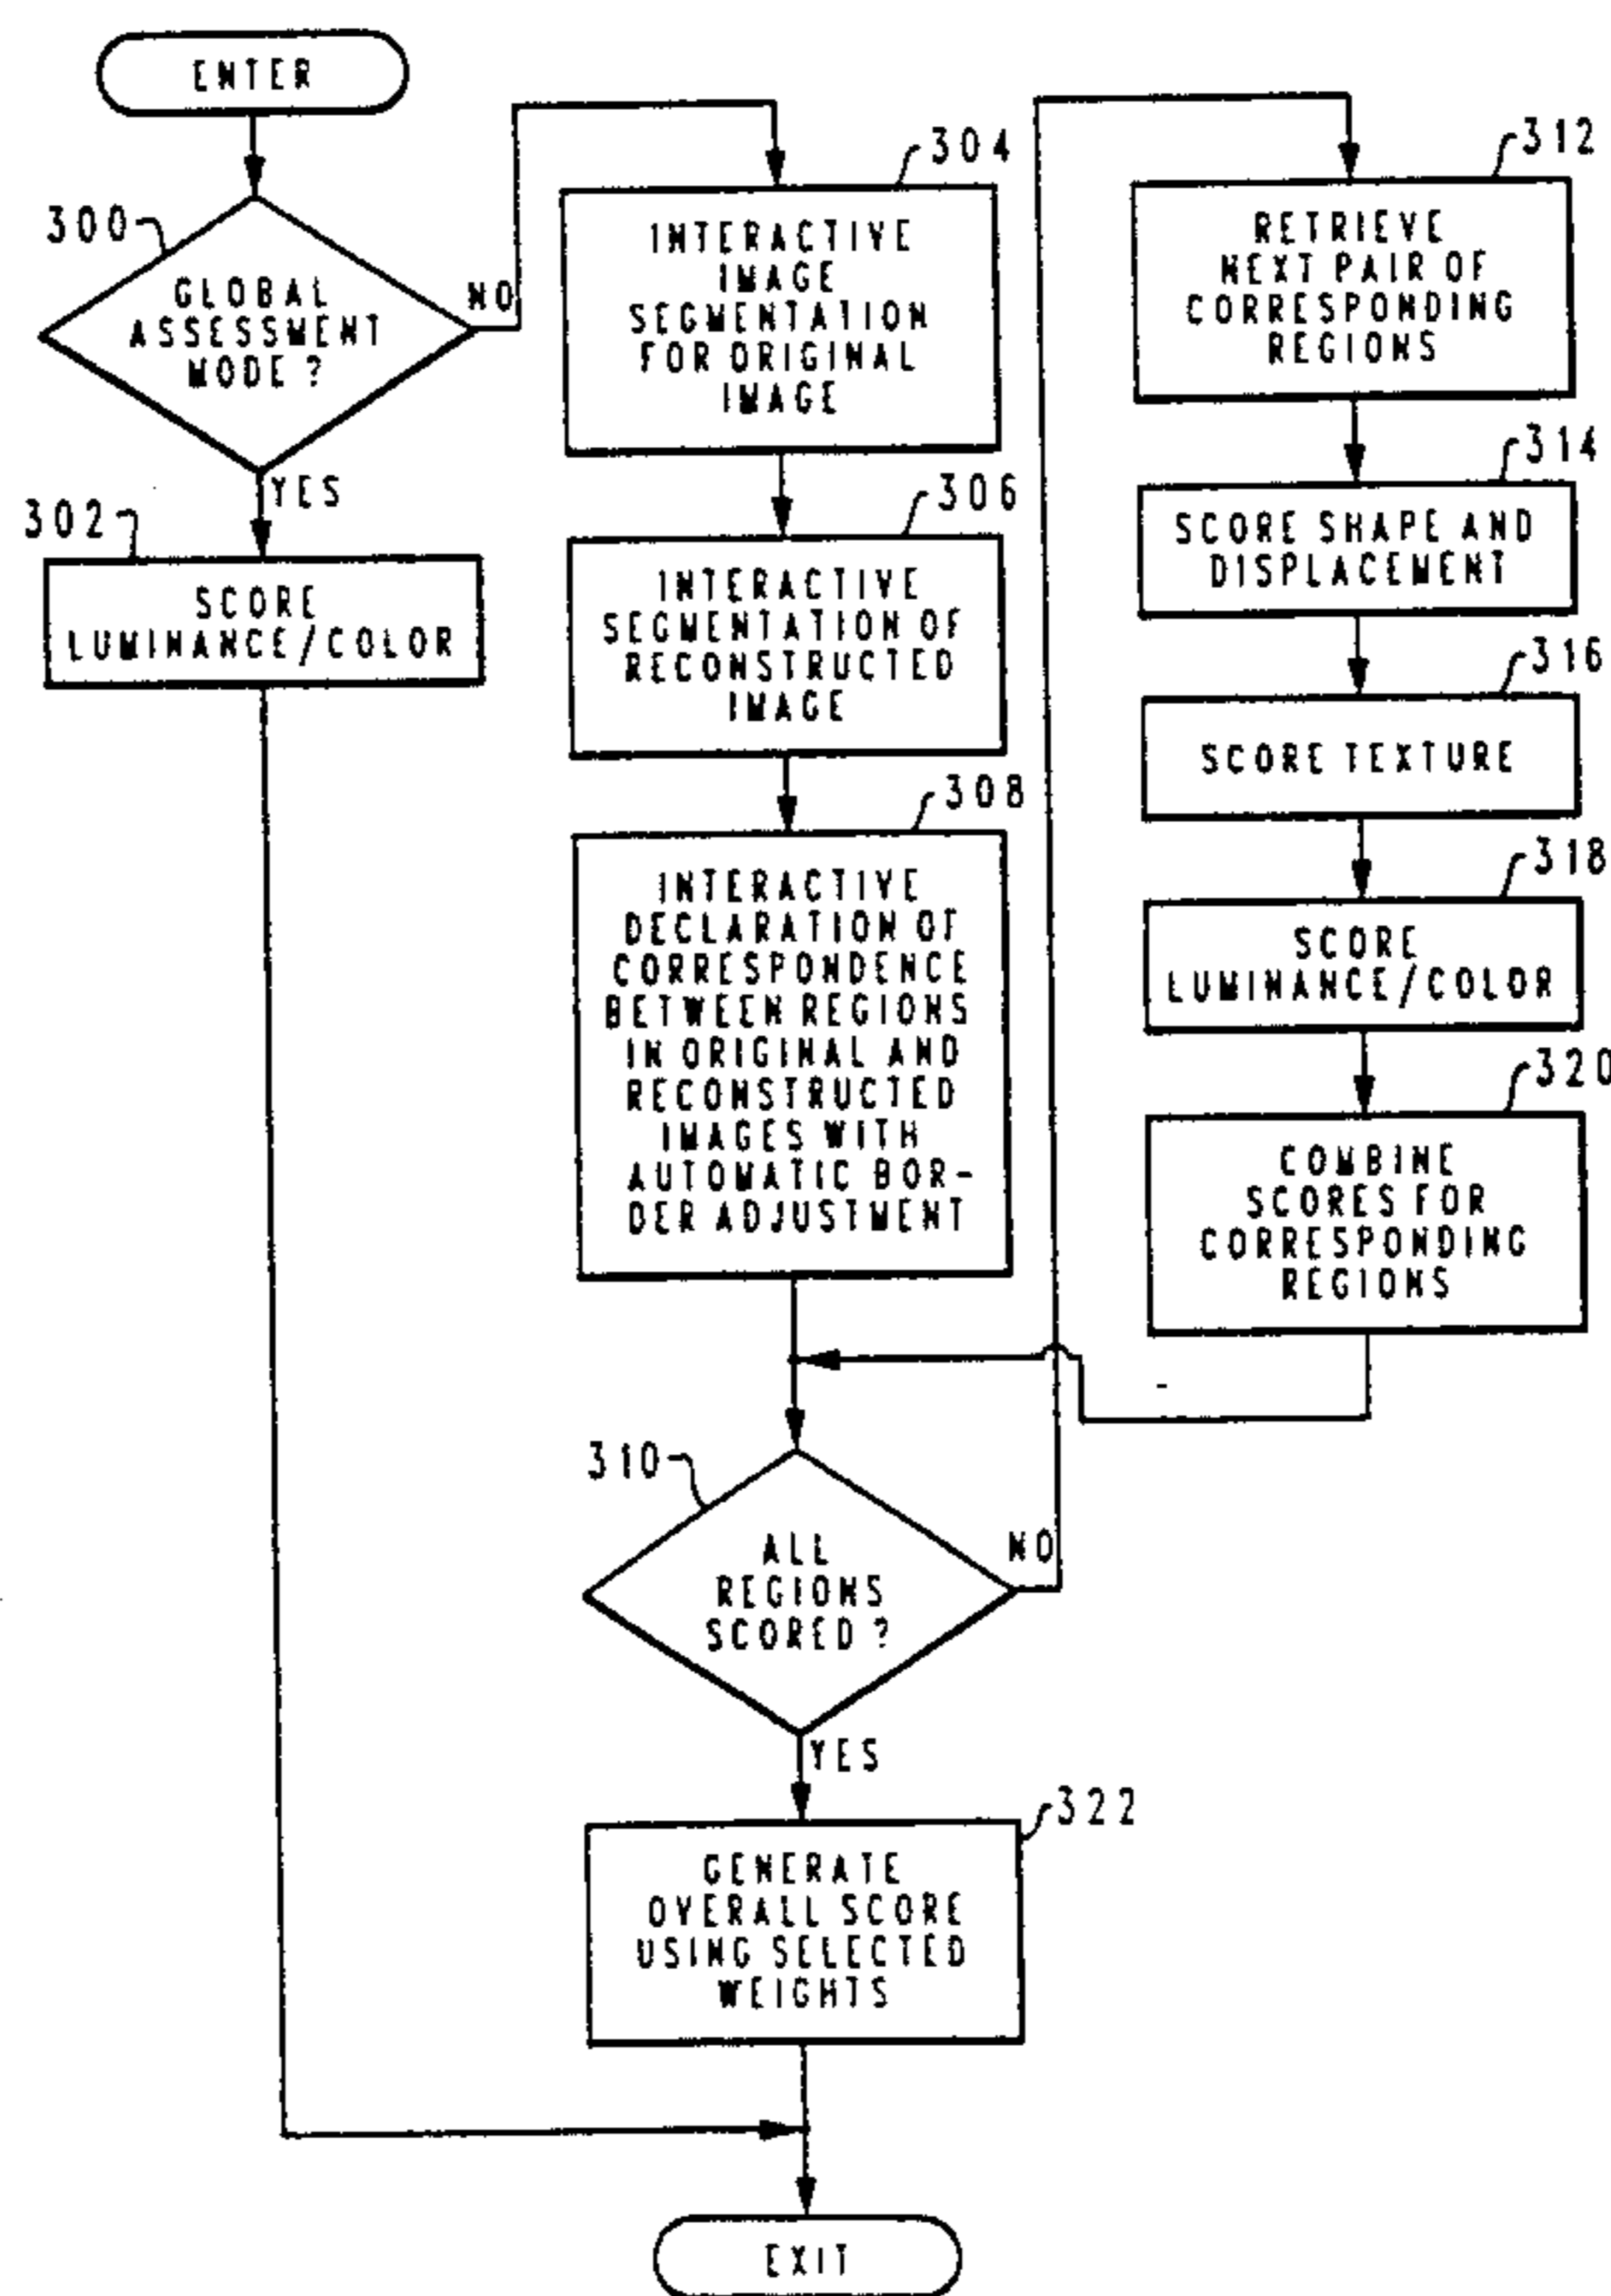 ENTER
300
GLOBAL
ASSESSMENT
MODE ?
NO
YES
302
SCORE
LUMINANCE/COLOR
304
INTERACTIVE
IMAGE
SEGMENTATION
FOR ORIGINAL
IMAGE
306
INTERACTIVE
SEGMENTATION OF
RECONSTRUCTED
IMAGE
308
INTERACTIVE
DECLARATION OF
CORRESPONDENCE
BETWEEN REGIONS
IN ORIGINAL AND
RECONSTRUCTED
IMAGES WITH
AUTOMATIC BOR-
DER ADJUSTMENT
310
ALL
REGIONS
SCORED ?
NO
YES
312
RETRIEVE
NEXT PAIR OF
CORRESPONDING
REGIONS
314
SCORE SHAPE AND
DISPLACEMENT
316
SCORE TEXTURE
318
SCORE
LUMINANCE/COLOR
320
COMBINE
SCORES FOR
CORRESPONDING
REGIONS
322
GENERATE
OVERALL SCORE
USING SELECTED
WEIGHTS
EXIT